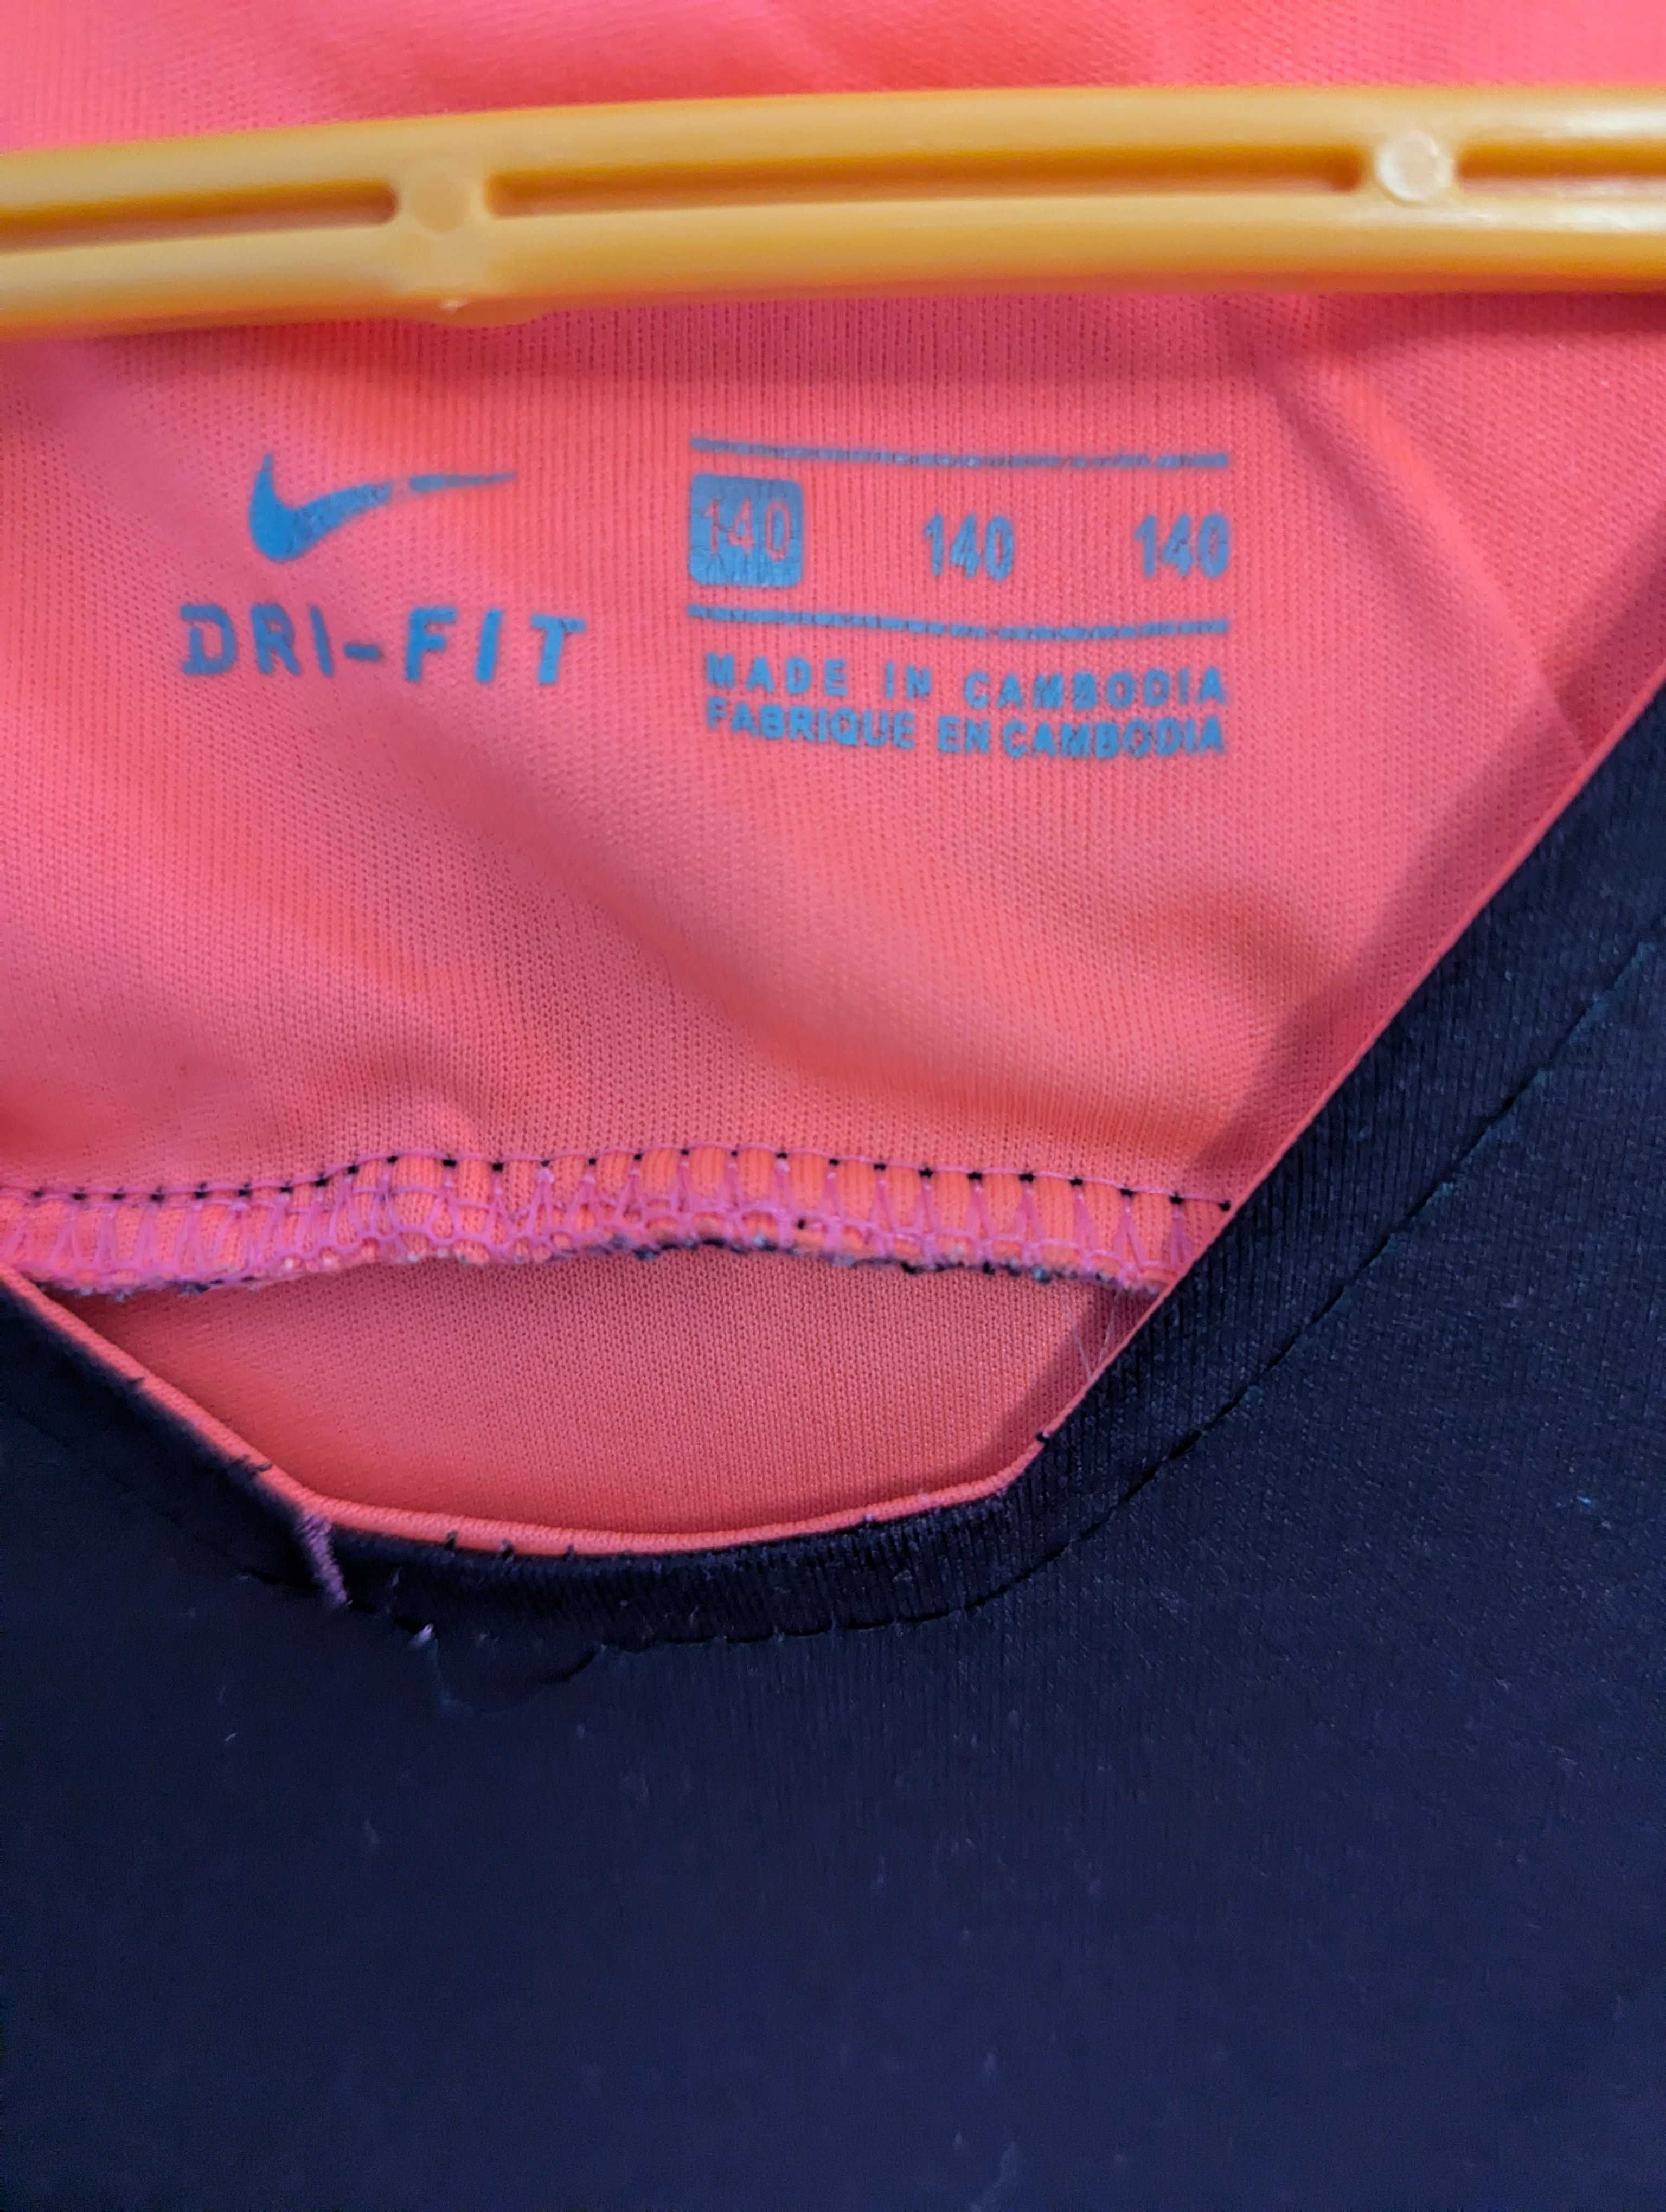 DRI-FIT
140 140 140
MADE IN CAMBODIA
FABRIQUE EN CAMBODIA